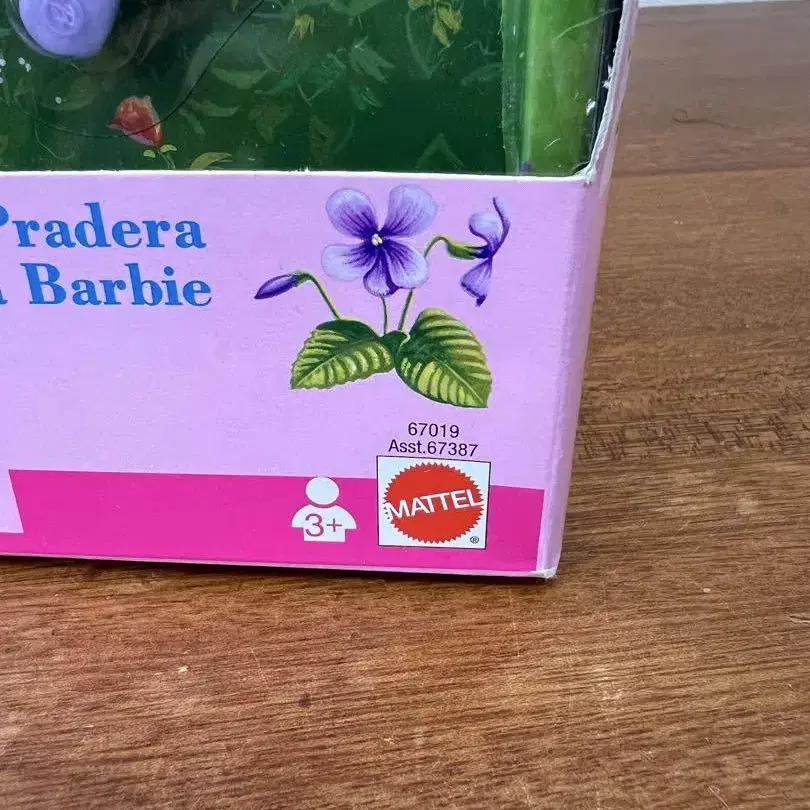 Pradera
Barbie
67019
Asst.67387
3+
MATTEL
®